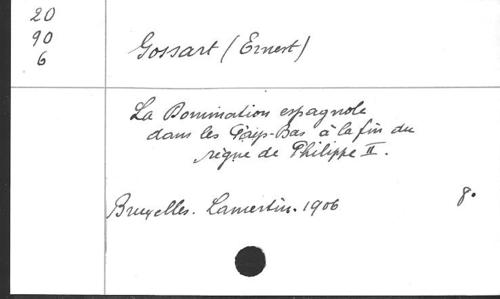 20
90
6
Gossart (Ernest)
La Domination espagnole
dans les Pays-Bas à la fin du
règne de Philippe II.
Bruxelles. Lamertin. 1906
8.